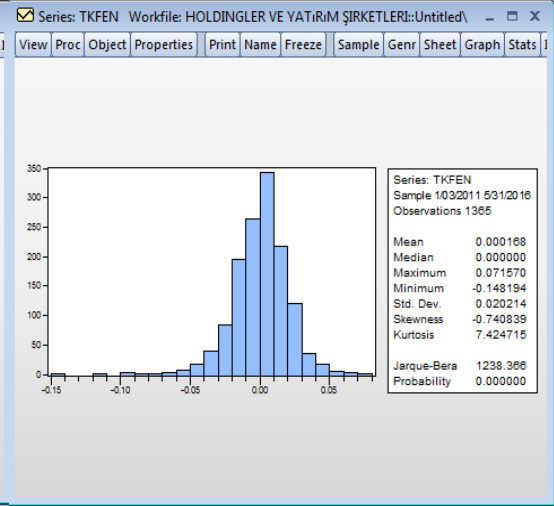 Series: TKFEN Workfile: HOLDINGLER VE YATıRıM ŞIRKETLERI::Untitled\
View Proc Object Properties Print Name Freeze Sample Genr Sheet Graph Stats
350
300
250
200
150
100
50
0
-0.15 -0.10 -0.05 0.00 0.05
Series: TKFEN
Sample 1/03/2011 5/31/2016
Observations 1365
Mean 0.000168
Median 0.000000
Maximum 0.071570
Minimum -0.148194
Std. Dev. 0.020214
Skewness -0.740839
Kurtosis 7.424715
Jarque-Bera 1238.366
Probability 0.000000